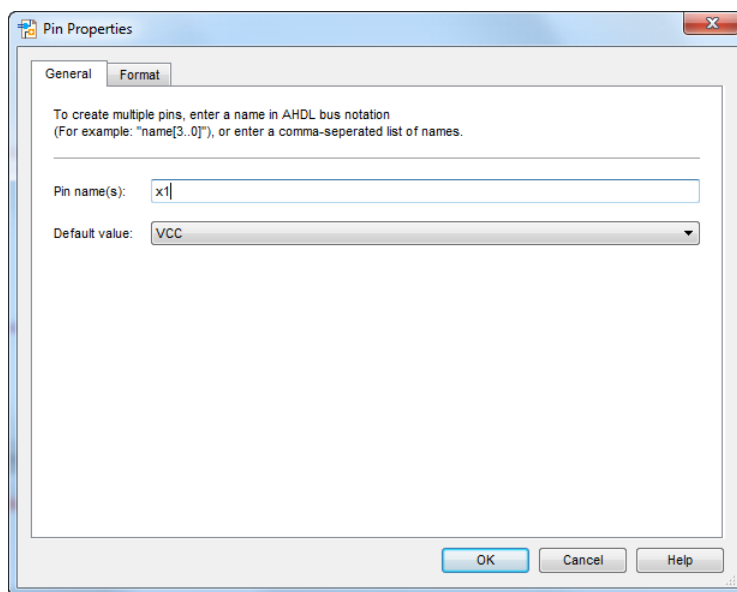 Pin Properties
General
Format
To create multiple pins, enter a name in AHDL bus notation
(For example: "name[3..0]"), or enter a comma-seperated list of names.
Pin name(s):
x1
Default value:
VCC
OK
Cancel
Help